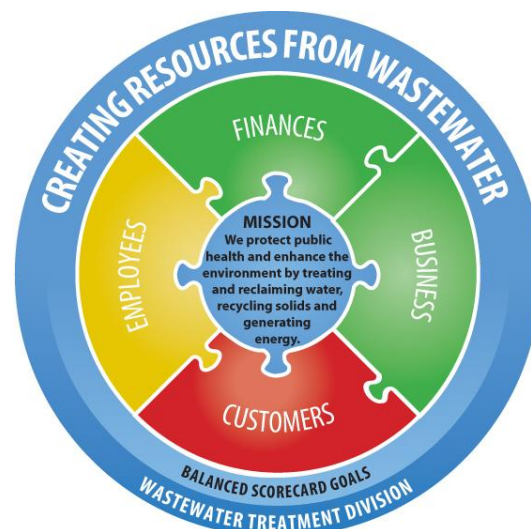 CREATING RESOURCES FROM WASTEWATER
FINANCES
EMPLOYEES
MISSION
We protect public
health and enhance the
environment by treating
and reclaiming water,
recycling solids and
generating
energy.
BUSINESS
CUSTOMERS
BALANCED SCORECARD GOALS
WASTEWATER TREATMENT DIVISION